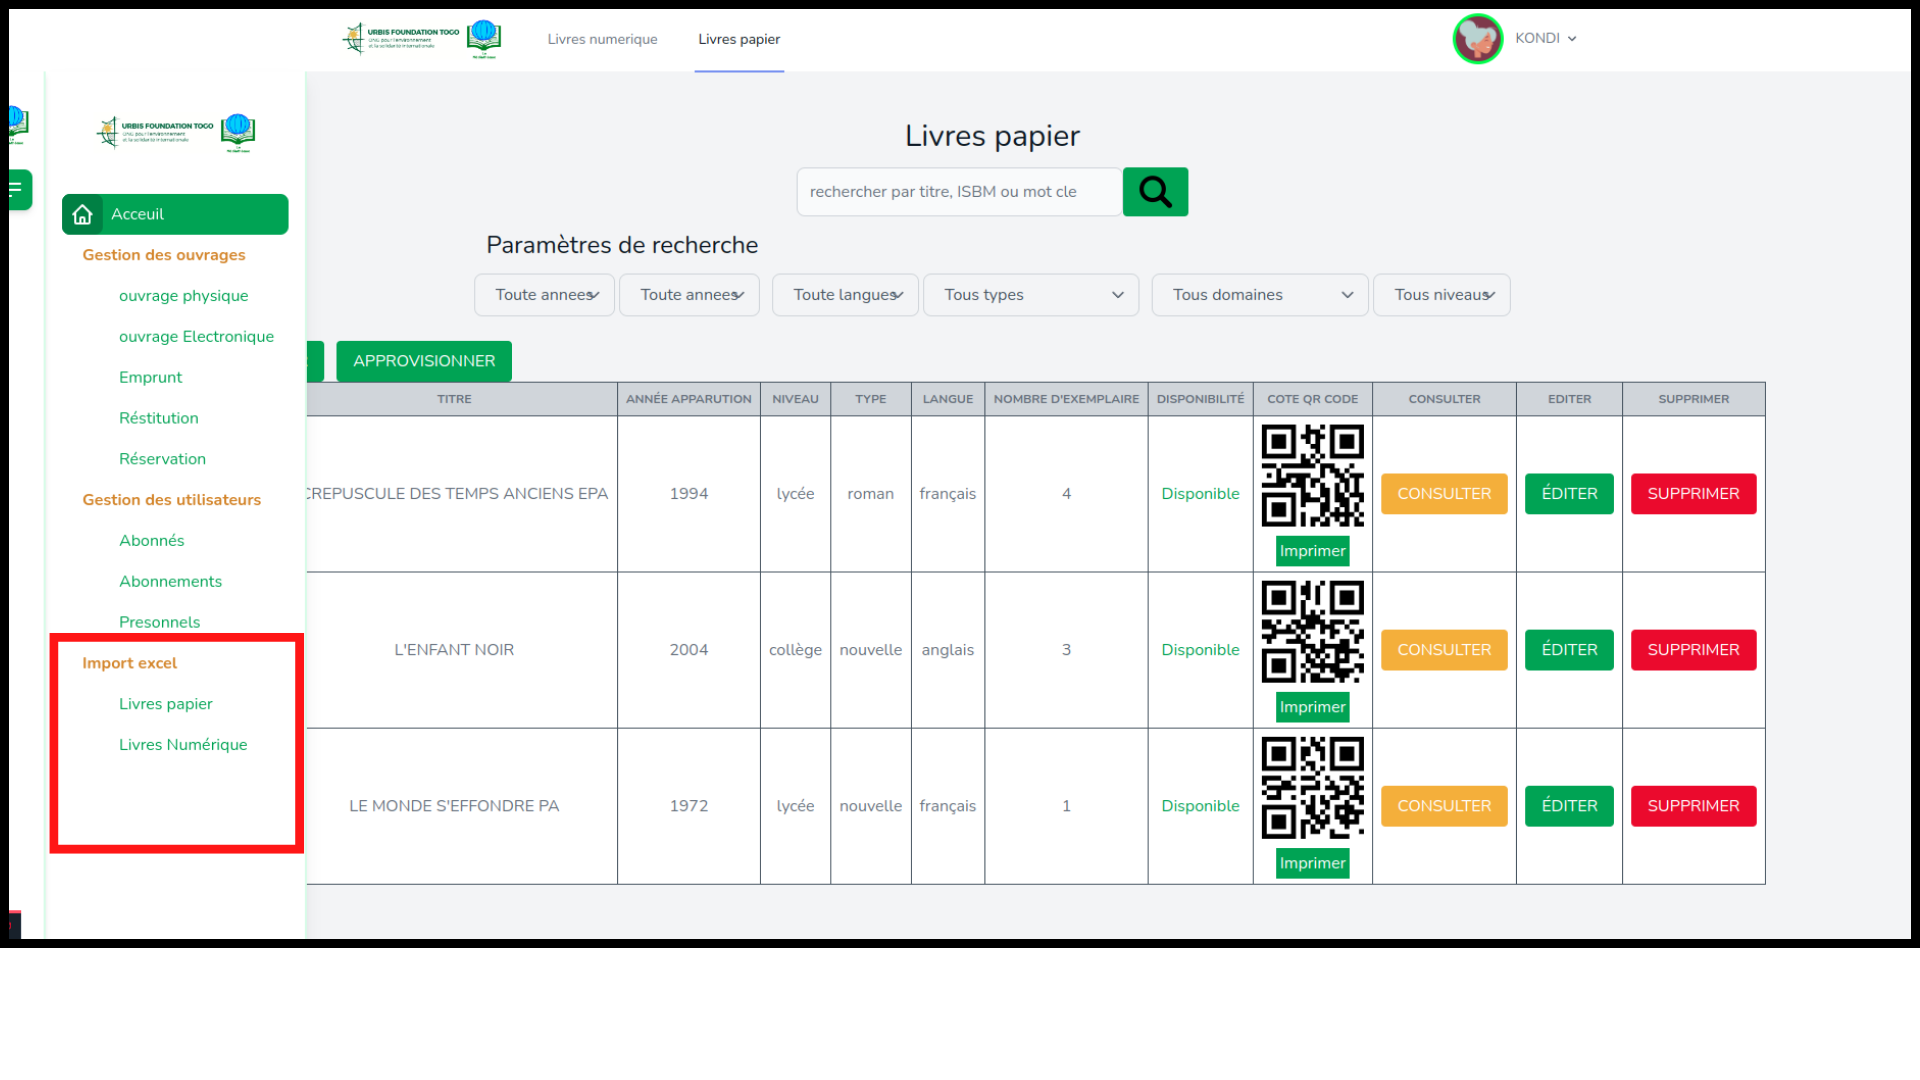 URBIS FOUNDATION TOGO
Livres numerique
Livres papier
KONDI
URBIS FOUNDATION TOGO
Acceuil
Gestion des ouvrages
ouvrage physique
ouvrage Electronique
Emprunt
Réstitution
Réservation
Gestion des utilisateurs
Abonnés
Abonnements
Presonnels
Import excel
Livres papier
Livres Numérique
Livres papier
rechercher par titre, ISBM ou mot cle
Paramètres de recherche
Toute annees Toute annees Toute langues Tous types Tous domaines Tous niveaus
APPROVISIONNER
TITRE ANNÉE APPARUTION NIVEAU TYPE LANGUE NOMBRE D'EXEMPLAIRE DISPONIBILITÉ COTE QR CODE CONSULTER EDITER SUPPRIMER
CREPUSCULE DES TEMPS ANCIENS EPA 1994 lycée roman français 4 Disponible CONSULTER ÉDITER SUPPRIMER
Imprimer
L'ENFANT NOIR 2004 collège nouvelle anglais 3 Disponible CONSULTER ÉDITER SUPPRIMER
Imprimer
LE MONDE S'EFFONDRE PA 1972 lycée nouvelle français 1 Disponible CONSULTER ÉDITER SUPPRIMER
Imprimer